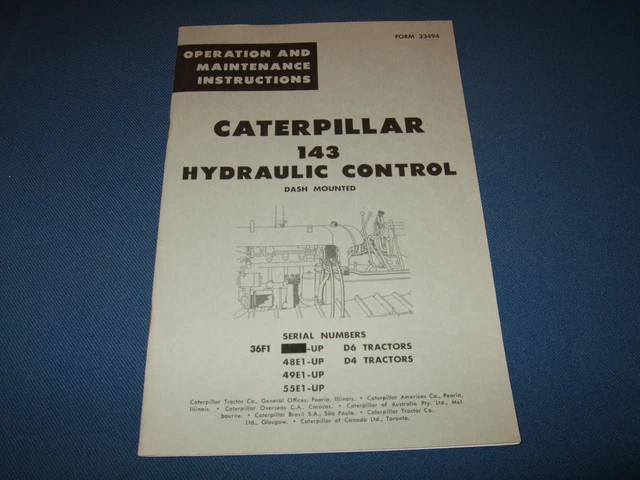 FORM 33494
OPERATION AND
MAINTENANCE
INSTRUCTIONS
CATERPILLAR
143
HYDRAULIC CONTROL
DASH MOUNTED
SERIAL NUMBERS
36F1 -UP D6 TRACTORS
48E1-UP D4 TRACTORS
49E1-UP
55E1-UP
Caterpillar Tractor Co., General Offices, Peoria, Illinois. • Caterpillar Americas Co., Peoria,
Illinois. • Caterpillar Overseas C.A., Caracas. • Caterpillar of Australia Pty. Ltd., Mel-
bourne. • Caterpillar Brasil S.A., São Paulo. • Caterpillar Tractor Co.
Ltd., Glasgow. • Caterpillar of Canada Ltd., Toronto.